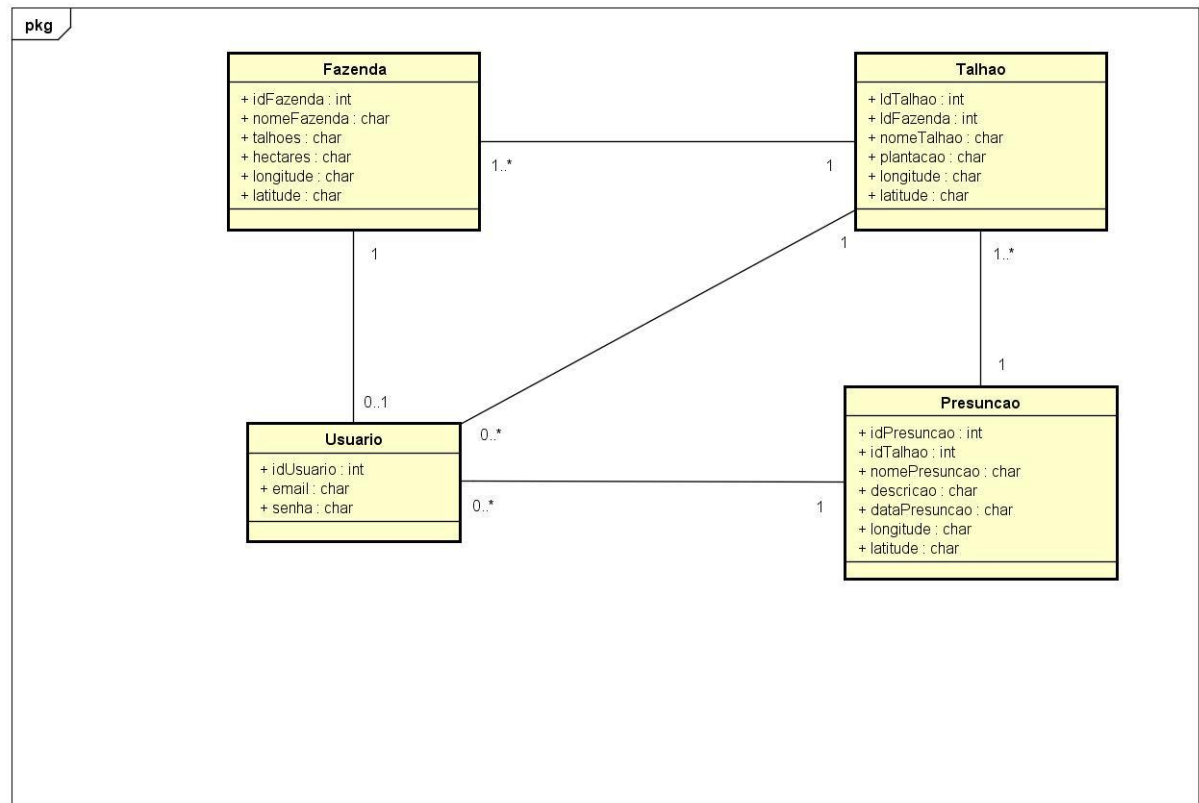 pkg
Fazenda
+ idFazenda : int
+ nomeFazenda : char
+ talhoes : char
+ hectares : char
+ longitude : char
+ latitude : char
Talhao
+ IdTalhao : int
+ IdFazenda : int
+ nomeTalhao : char
+ plantacao : char
+ longitude : char
+ latitude : char
1..*
1
1
1
1..*
0..1
1
0..*
Usuario
+ idUsuario : int
+ email : char
+ senha : char
Presuncao
+ idPresuncao : int
+ idTalhao : int
+ nomePresuncao : char
+ descricao : char
+ dataPresuncao : char
+ longitude : char
+ latitude : char
0..*
1